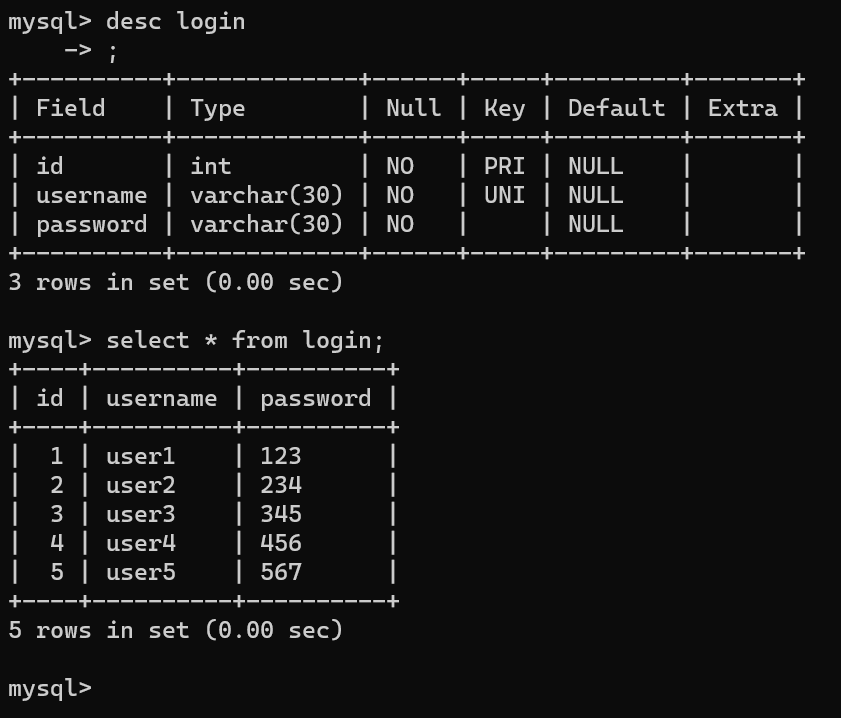 mysql> desc login
    -> ;
+----------+-------------+------+-----+---------+-------+
| Field    | Type        | Null | Key | Default | Extra |
+----------+-------------+------+-----+---------+-------+
| id       | int         | NO   | PRI | NULL    |       |
| username | varchar(30) | NO   | UNI | NULL    |       |
| password | varchar(30) | NO   |     | NULL    |       |
+----------+-------------+------+-----+---------+-------+
3 rows in set (0.00 sec)

mysql> select * from login;
+----+----------+----------+
| id | username | password |
+----+----------+----------+
|  1 | user1    | 123      |
|  2 | user2    | 234      |
|  3 | user3    | 345      |
|  4 | user4    | 456      |
|  5 | user5    | 567      |
+----+----------+----------+
5 rows in set (0.00 sec)

mysql>